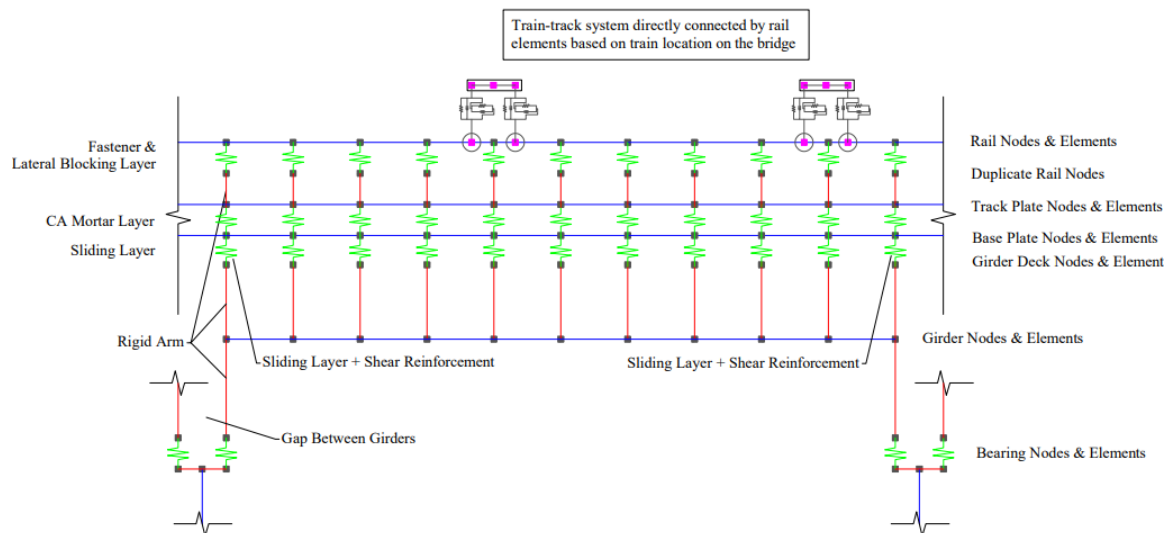 Train-track system directly connected by rail
elements based on train location on the bridge
Fastener &
Lateral Blocking Layer
CA Mortar Layer
Sliding Layer
Rigid Arm
Rail Nodes & Elements
Duplicate Rail Nodes
Track Plate Nodes & Elements
Base Plate Nodes & Elements
Girder Deck Nodes & Element
Girder Nodes & Elements
Sliding Layer + Shear Reinforcement
Sliding Layer + Shear Reinforcement
Gap Between Girders
Bearing Nodes & Elements